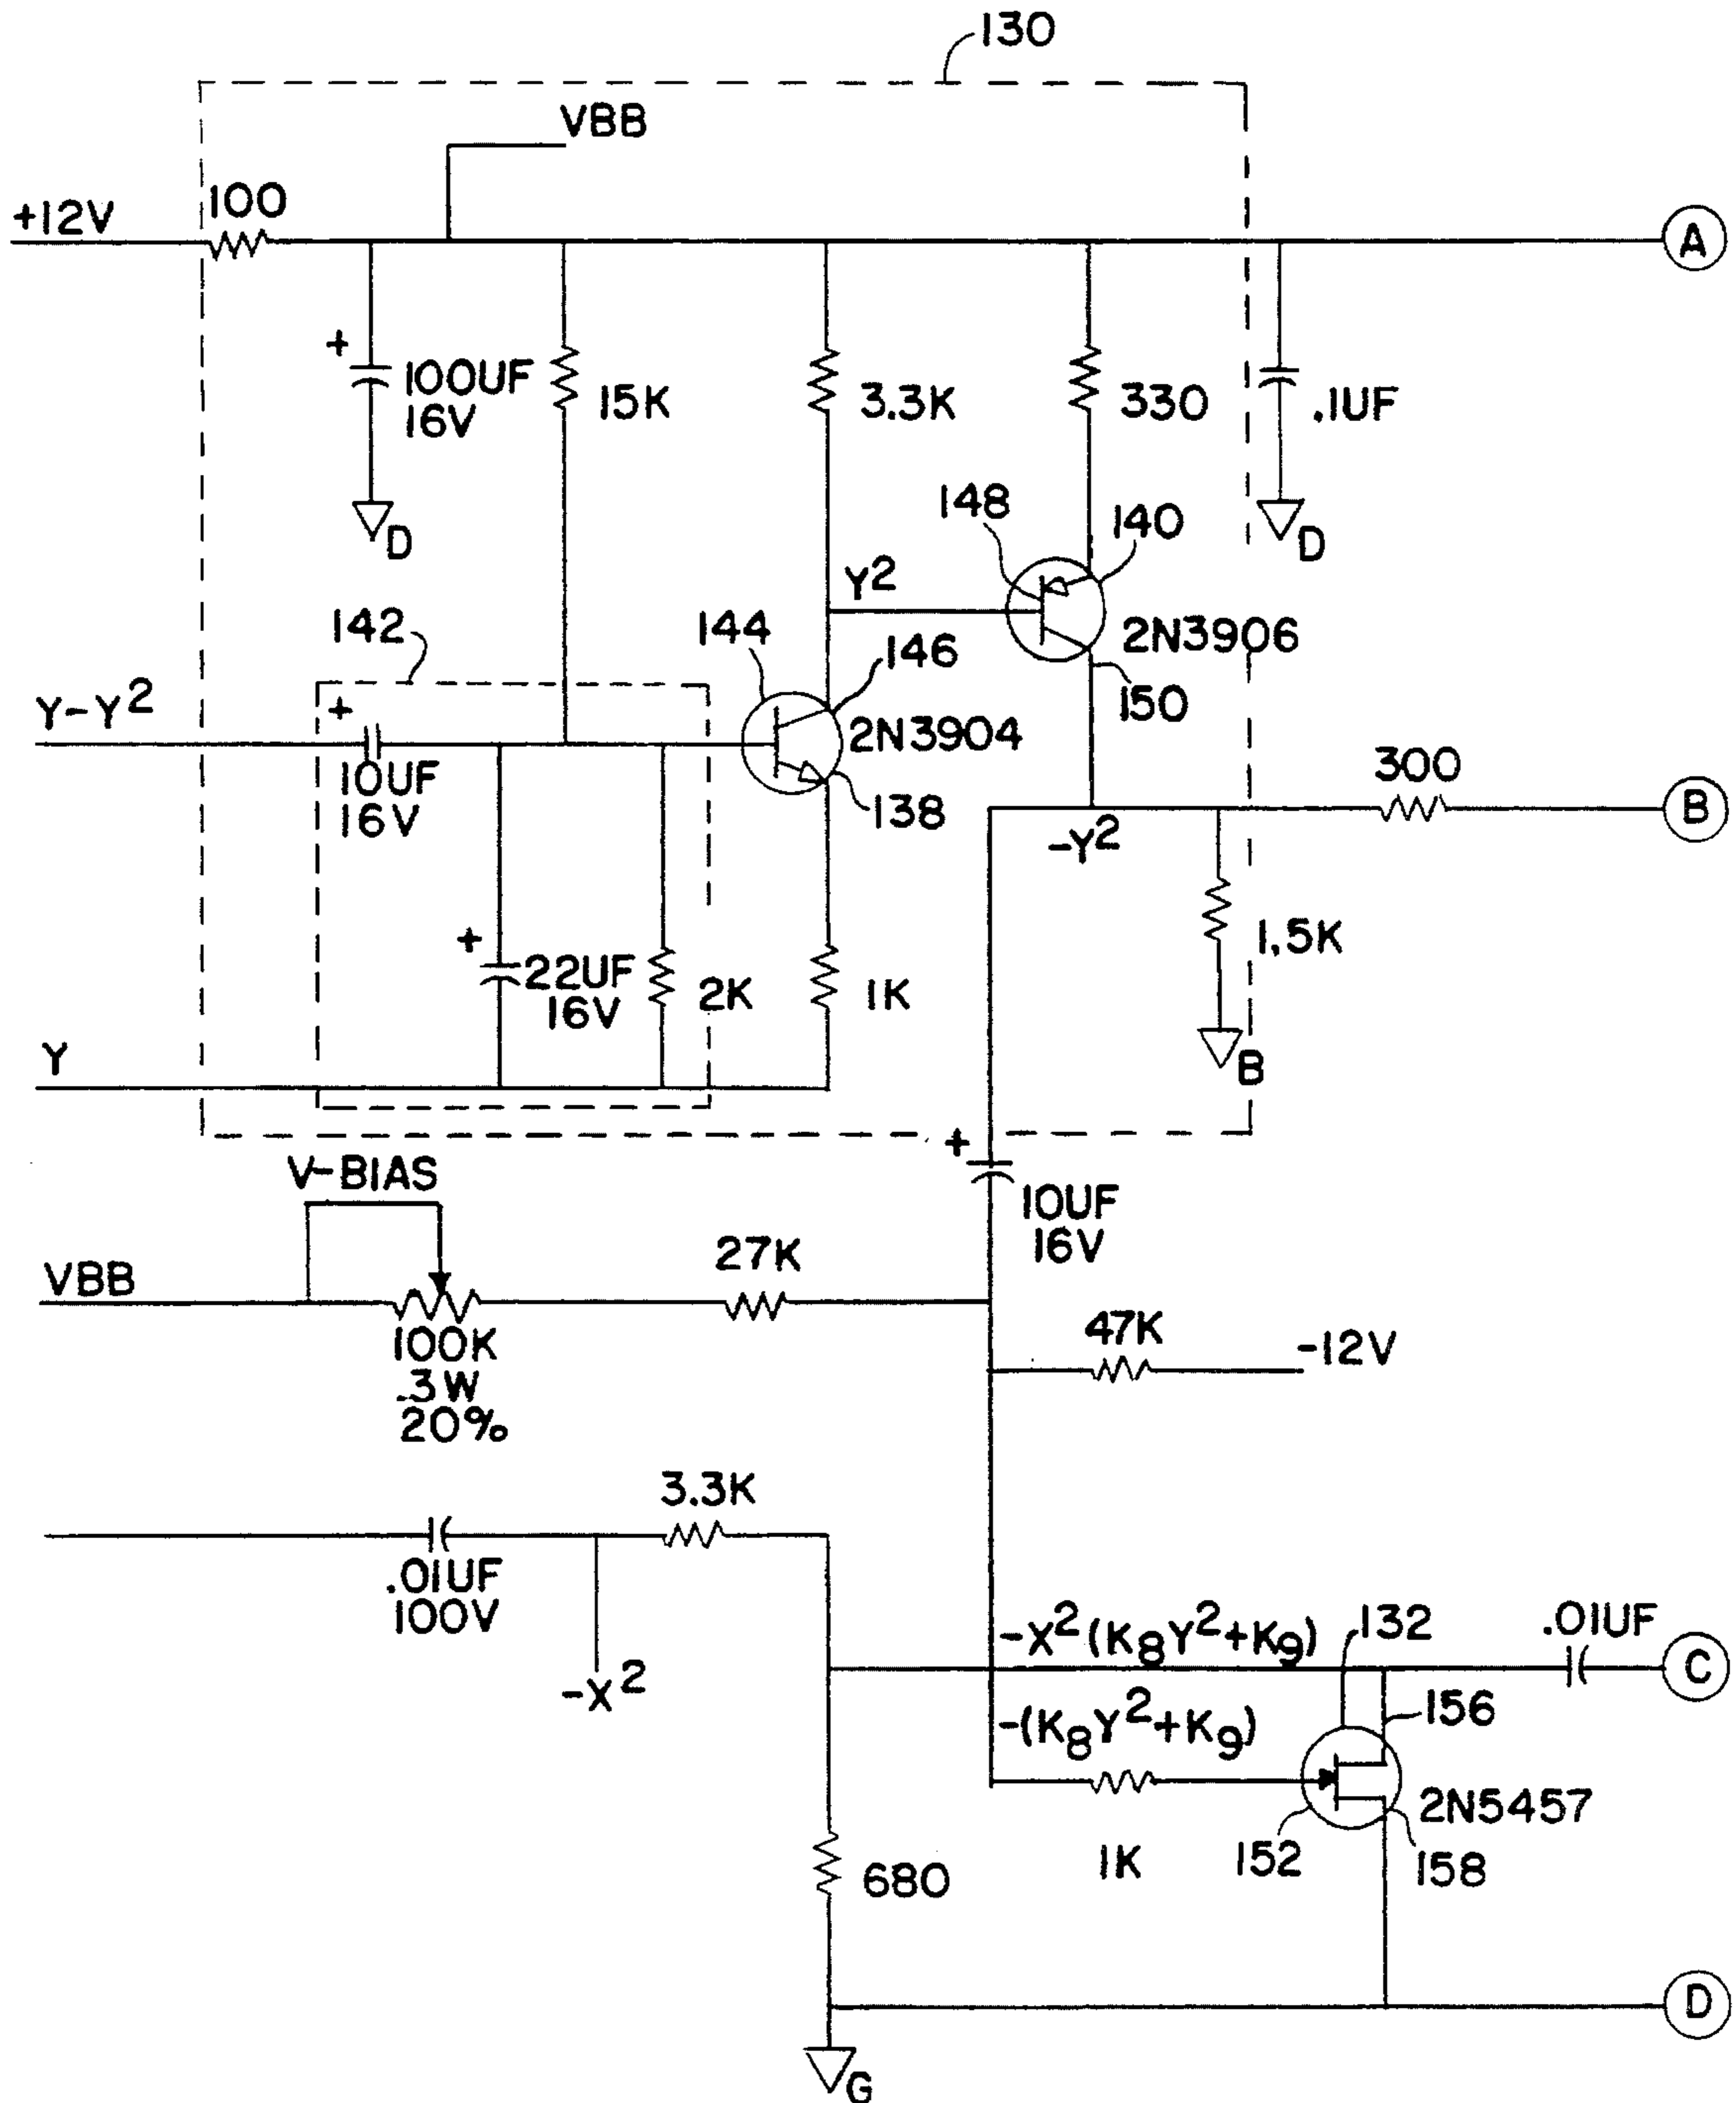 130
VBB
+12V
100
A
+
100UF
16V
15K
3.3K
330
.1UF
D
D
148
140
Y²
2N3906
142
144
146
150
Y-Y²
+
10UF
16V
2N3904
138
300
B
-Y²
+
22UF
16V
2K
1K
1.5K
B
Y
+
10UF
16V
V-BIAS
VBB
100K
.3W
20%
27K
47K
-12V
3.3K
.01UF
100V
-X²
-X²(K₈Y²+K₉)
132
.01UF
C
-(K₈Y²+K₉)
156
2N5457
152
158
1K
680
D
G